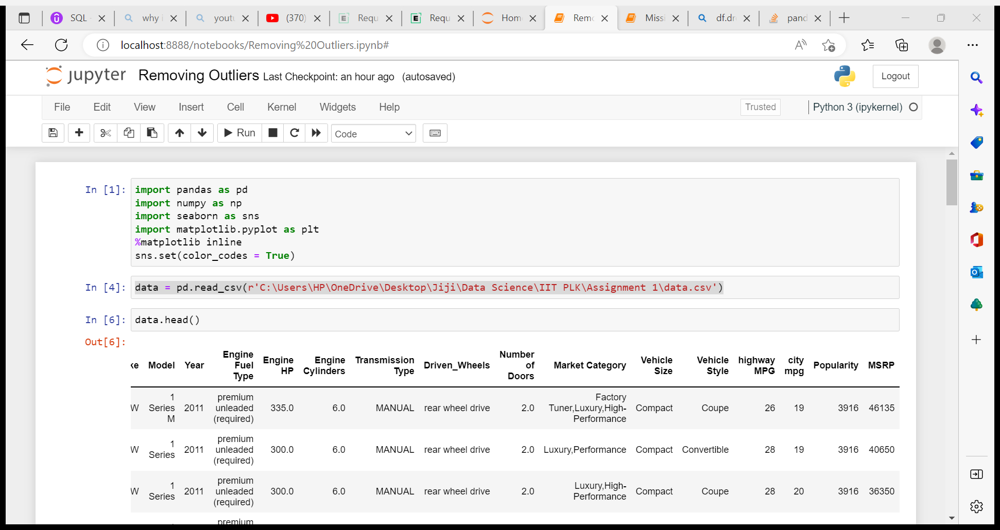 SQL
why
(370)
Requ
Requ
Hom
Rem
Missi
df.dr
pand
localhost:8888/notebooks/Removing%20Outliers.ipynb#
jupyter Removing Outliers Last Checkpoint: an hour ago (autosaved)
Logout
File Edit View Insert Cell Kernel Widgets Help
Trusted
Python 3 (ipykernel)
Run
Code
In [1]:
import pandas as pd
import numpy as np
import seaborn as sns
import matplotlib.pyplot as plt
%matplotlib inline
sns.set(color_codes = True)
In [4]: data = pd.read_csv(r'C:\Users\HP\OneDrive\Desktop\Jiji\Data Science\IIT PLK\Assignment 1\data.csv')
In [6]: data.head()
Out[6]:
ke Model Year Engine Fuel Type Engine HP Engine Cylinders Transmission Type Driven_Wheels Number of Doors Market Category Vehicle Size Vehicle Style highway MPG city mpg Popularity MSRP
W 1 Series M 2011 premium unleaded (required) 335.0 6.0 MANUAL rear wheel drive 2.0 Factory Tuner,Luxury,High-Performance Compact Coupe 26 19 3916 46135
W 1 Series 2011 premium unleaded (required) 300.0 6.0 MANUAL rear wheel drive 2.0 Luxury,Performance Compact Convertible 28 19 3916 40650
W 1 Series 2011 premium unleaded (required) 300.0 6.0 MANUAL rear wheel drive 2.0 Luxury,High-Performance Compact Coupe 28 20 3916 36350
premium